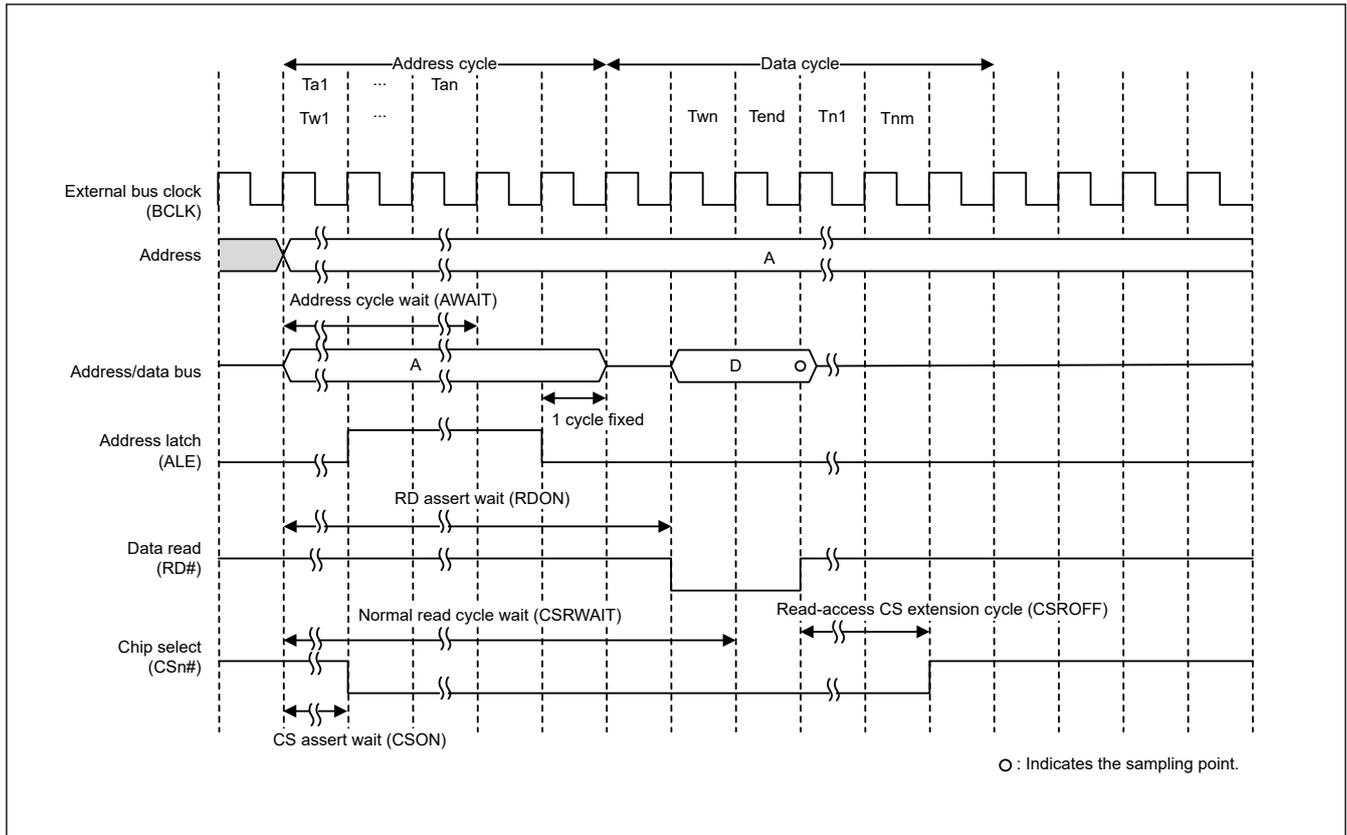 Address cycle Data cycle
Ta1 ... Tan
Tw1 ... Twn Tend Tn1 Tnm
External bus clock
(BCLK)
Address A
Address cycle wait (AWAIT)
Address/data bus A D
1 cycle fixed
Address latch
(ALE)
RD assert wait (RDON)
Data read
(RD#)
Normal read cycle wait (CSRWAIT) Read-access CS extension cycle (CSROFF)
Chip select
(CSn#)
CS assert wait (CSON)
: Indicates the sampling point.